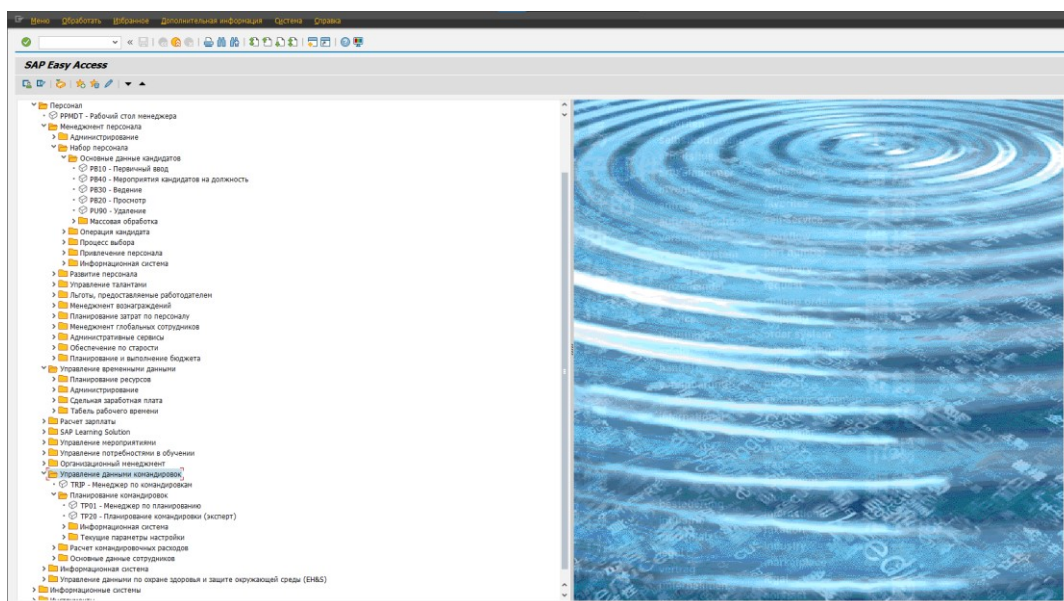 Меню Обработать Избранное Дополнительная информация Система Справка
SAP Easy Access
Персонал
PPMDT - Рабочий стол менеджера
Менеджмент персонала
Администрирование
Набор персонала
Основные данные кандидатов
PB10 - Первичный ввод
PB40 - Мероприятия кандидатов на должность
PB30 - Ведение
PB20 - Просмотр
PU90 - Удаление
Массовая обработка
Операция кандидата
Процесс выбора
Привлечение персонала
Информационная система
Развитие персонала
Управление талантами
Льготы, предоставляемые работодателем
Менеджмент вознаграждений
Планирование затрат по персоналу
Менеджмент глобальных сотрудников
Административные сервисы
Обеспечение по старости
Планирование и выполнение бюджета
Управление временными данными
Планирование ресурсов
Администрирование
Сдельная заработная плата
Табель рабочего времени
Расчет зарплаты
SAP Learning Solution
Управление мероприятиями
Управление потребностями в обучении
Организационный менеджмент
Управление данными командировок
TRIP - Менеджер по командировкам
Планирование командировок
TP01 - Менеджер по планированию
TP20 - Планирование командировки (эксперт)
Информационная система
Текущие параметры настройки
Расчет командировочных расходов
Основные данные сотрудников
Информационная система
Управление данными по охране здоровья и защите окружающей среды (EH&S)
Информационные системы